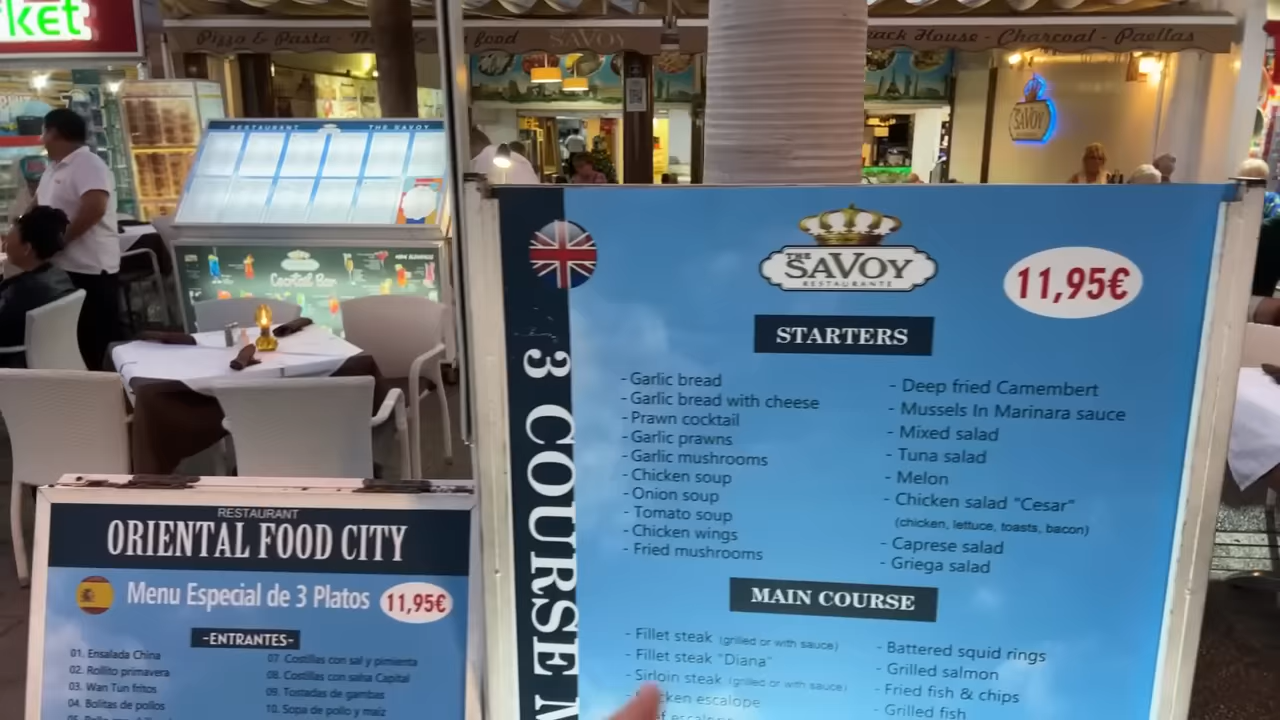 ket
Pizza & Pasta
food
SAVOY
House - Charcoal - Paellas
SAVOY
RESTAURANT THE SAVOY
Cocktail Bar
THE
SAVOY
RESTAURANTE
11,95€
3 COURSE M
STARTERS
- Garlic bread
- Garlic bread with cheese
- Prawn cocktail
- Garlic prawns
- Garlic mushrooms
- Chicken soup
- Onion soup
- Tomato soup
- Chicken wings
- Fried mushrooms
- Deep fried Camembert
- Mussels In Marinara sauce
- Mixed salad
- Tuna salad
- Melon
- Chicken salad "Cesar"
(chicken, lettuce, toasts, bacon)
- Caprese salad
- Griega salad
MAIN COURSE
- Fillet steak (grilled or with sauce)
- Fillet steak "Diana"
- Sirloin steak (grilled or with sauce)
escalope
- Battered squid rings
- Grilled salmon
- Fried fish & chips
- Grilled fish
RESTAURANT
ORIENTAL FOOD CITY
Menu Especial de 3 Platos 11,95€
-ENTRANTES-
01. Ensalada China
02. Rollito primavera
03. Wan Tun fritos
04. Bolitas de pollos
07 Costillas con sal y pimienta
08. Costillas con salsa Capital
09. Tostadas de gambas
10. Sopa de pollo y maiz